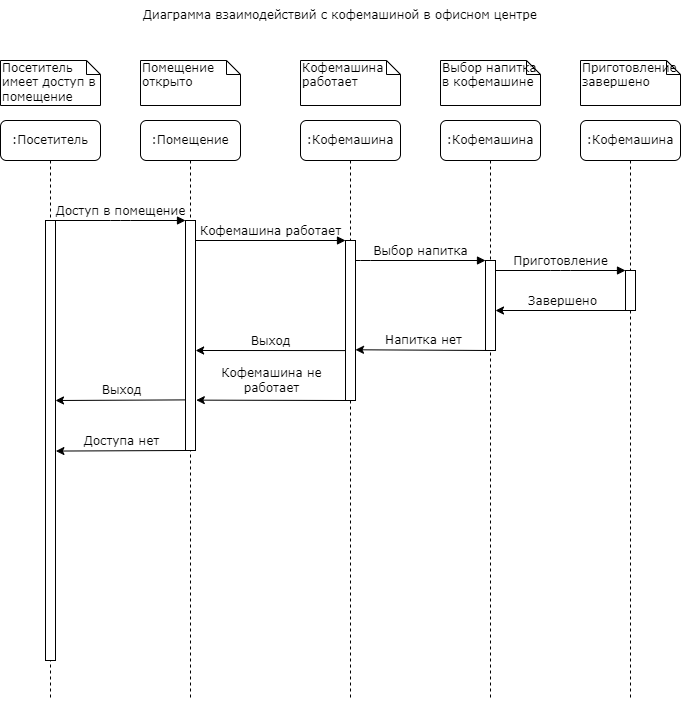 Диаграмма взаимодействий с кофемашиной в офисном центре
Посетитель
имеет доступ в
помещение
Помещение
открыто
Кофемашина
работает
Выбор напитка
в кофемашине
Приготовление
завершено
:Посетитель
:Помещение
:Кофемашина
:Кофемашина
:Кофемашина
Доступ в помещение
Кофемашина работает
Выбор напитка
Приготовление
Завершено
Напитка нет
Выход
Кофемашина не
работает
Выход
Доступа нет